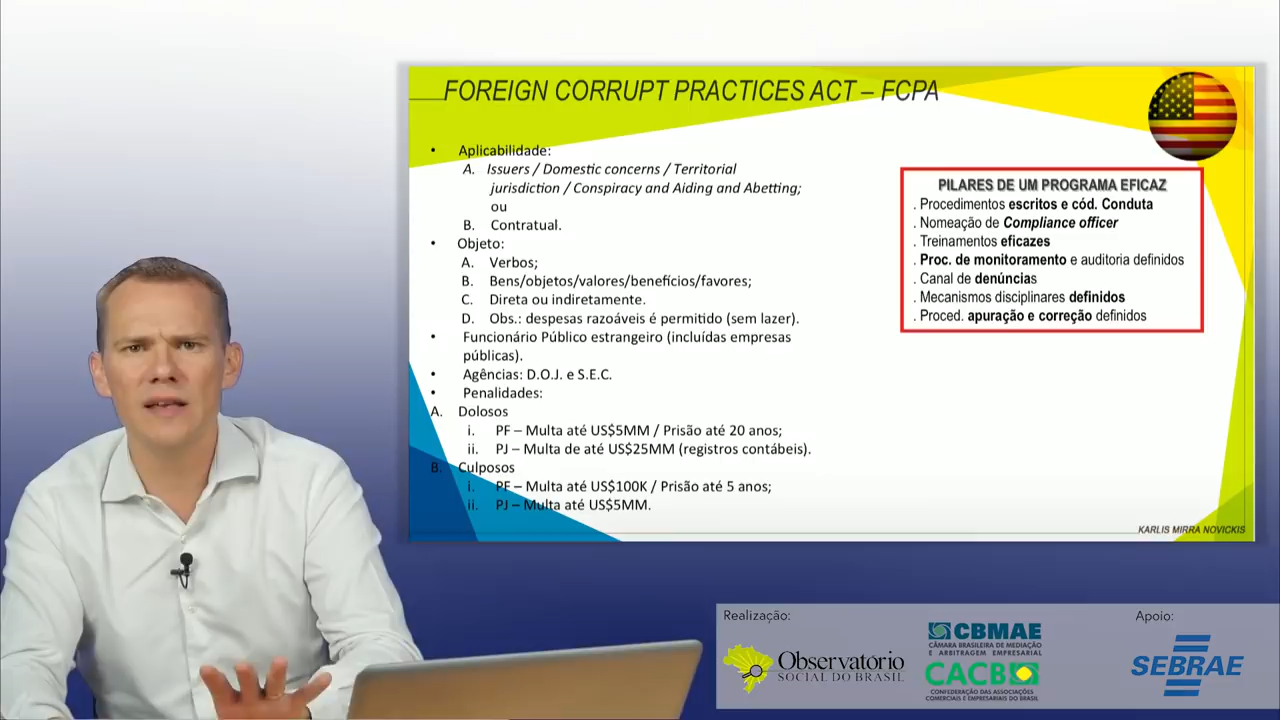 FOREIGN CORRUPT PRACTICES ACT – FCPA
• Aplicabilidade:
A. Issuers / Domestic concerns / Territorial
jurisdiction / Conspiracy and Aiding and Abetting;
ou
B. Contratual.
• Objeto:
A. Verbos;
B. Bens/objetos/valores/benefícios/favores;
C. Direta ou indiretamente.
D. Obs.: despesas razoáveis é permitido (sem lazer).
• Funcionário Público estrangeiro (incluídas empresas
públicas).
• Agências: D.O.J. e S.E.C.
• Penalidades:
A. Dolosos
i. PF – Multa até US$5MM / Prisão até 20 anos;
ii. PJ – Multa de até US$25MM (registros contábeis).
B. Culposos
i. PF – Multa até US$100K / Prisão até 5 anos;
ii. PJ – Multa até US$5MM.
PILARES DE UM PROGRAMA EFICAZ
. Procedimentos escritos e cód. Conduta
. Nomeação de Compliance officer
. Treinamentos eficazes
. Proc. de monitoramento e auditoria definidos
. Canal de denúncias
. Mecanismos disciplinares definidos
. Proced. apuração e correção definidos
KARLIS MIRRA NOVICKIS
Realização:
Observatório
SOCIAL DO BRASIL
CBMAE
CÂMARA BRASILEIRA DE MEDIAÇÃO
E ARBITRAGEM EMPRESARIAL
CACB
CONFEDERAÇÃO DAS ASSOCIAÇÕES
COMERCIAIS E EMPRESARIAIS DO BRASIL
Apoio:
SEBRAE